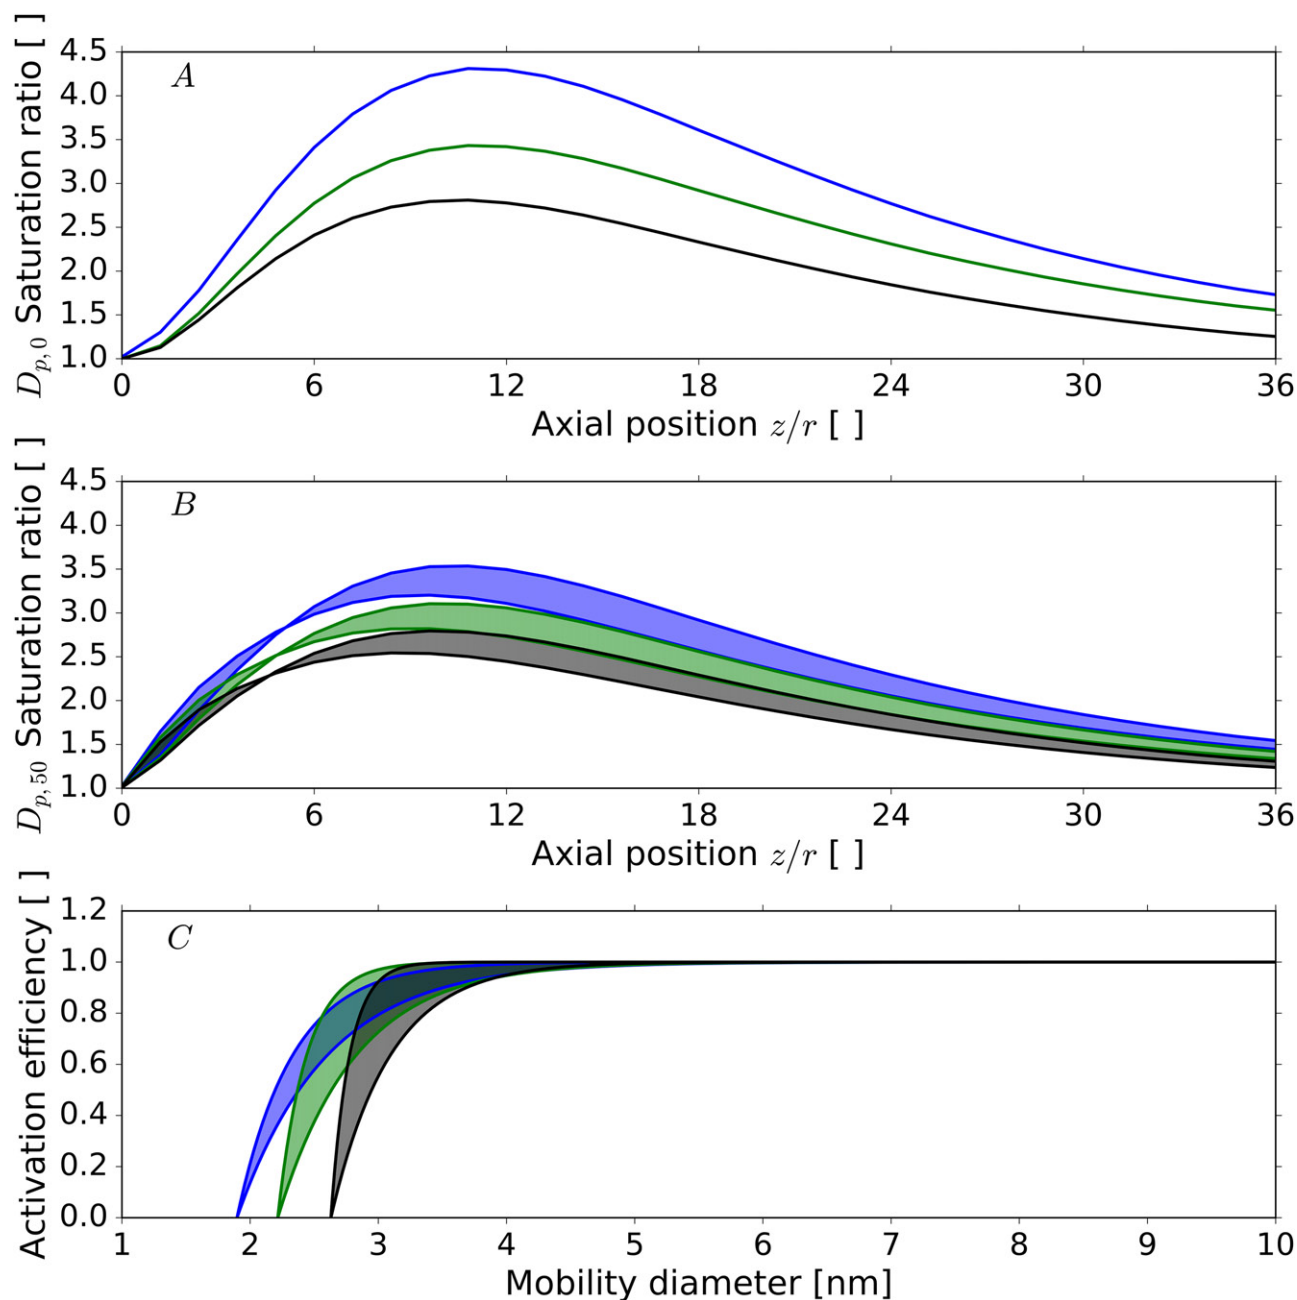 D_{p,0} Saturation ratio [ ]
4.5
4.0
3.5
3.0
2.5
2.0
1.5
1.0
A
0 6 12 18 24 30 36
Axial position z/r [ ]
D_{p,50} Saturation ratio [ ]
4.5
4.0
3.5
3.0
2.5
2.0
1.5
1.0
B
0 6 12 18 24 30 36
Axial position z/r [ ]
Activation efficiency [ ]
1.2
1.0
0.8
0.6
0.4
0.2
0.0
C
1 2 3 4 5 6 7 8 9 10
Mobility diameter [nm]